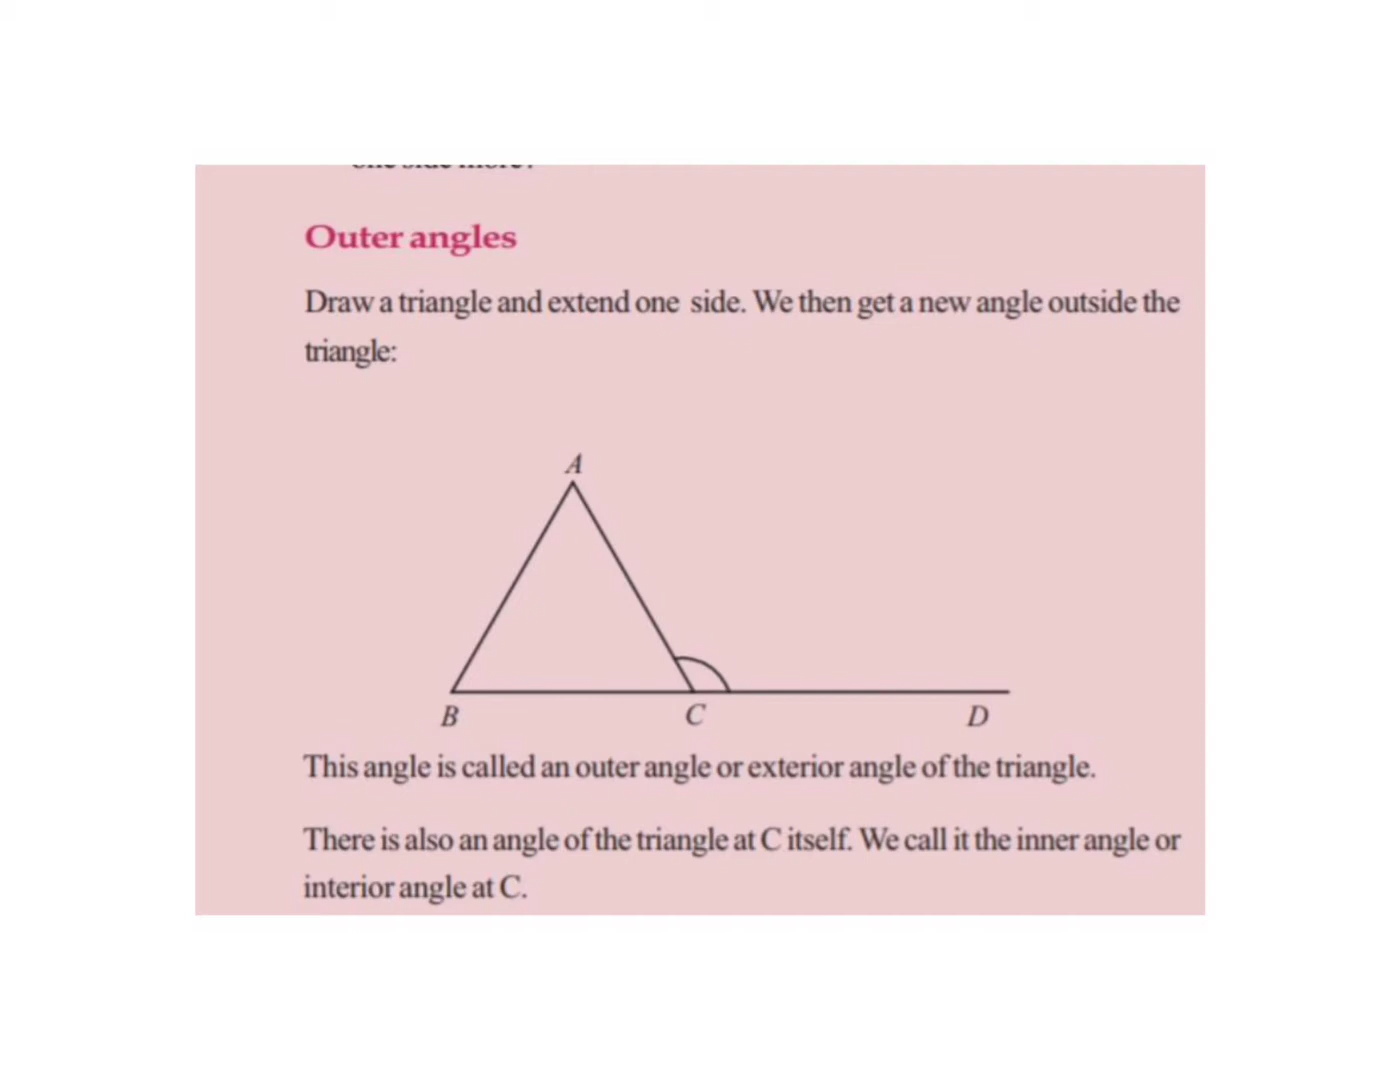 Outer angles
Draw a triangle and extend one side. We then get a new angle outside the
triangle:
A
B
C
D
This angle is called an outer angle or exterior angle of the triangle.
There is also an angle of the triangle at C itself. We call it the inner angle or
interior angle at C.